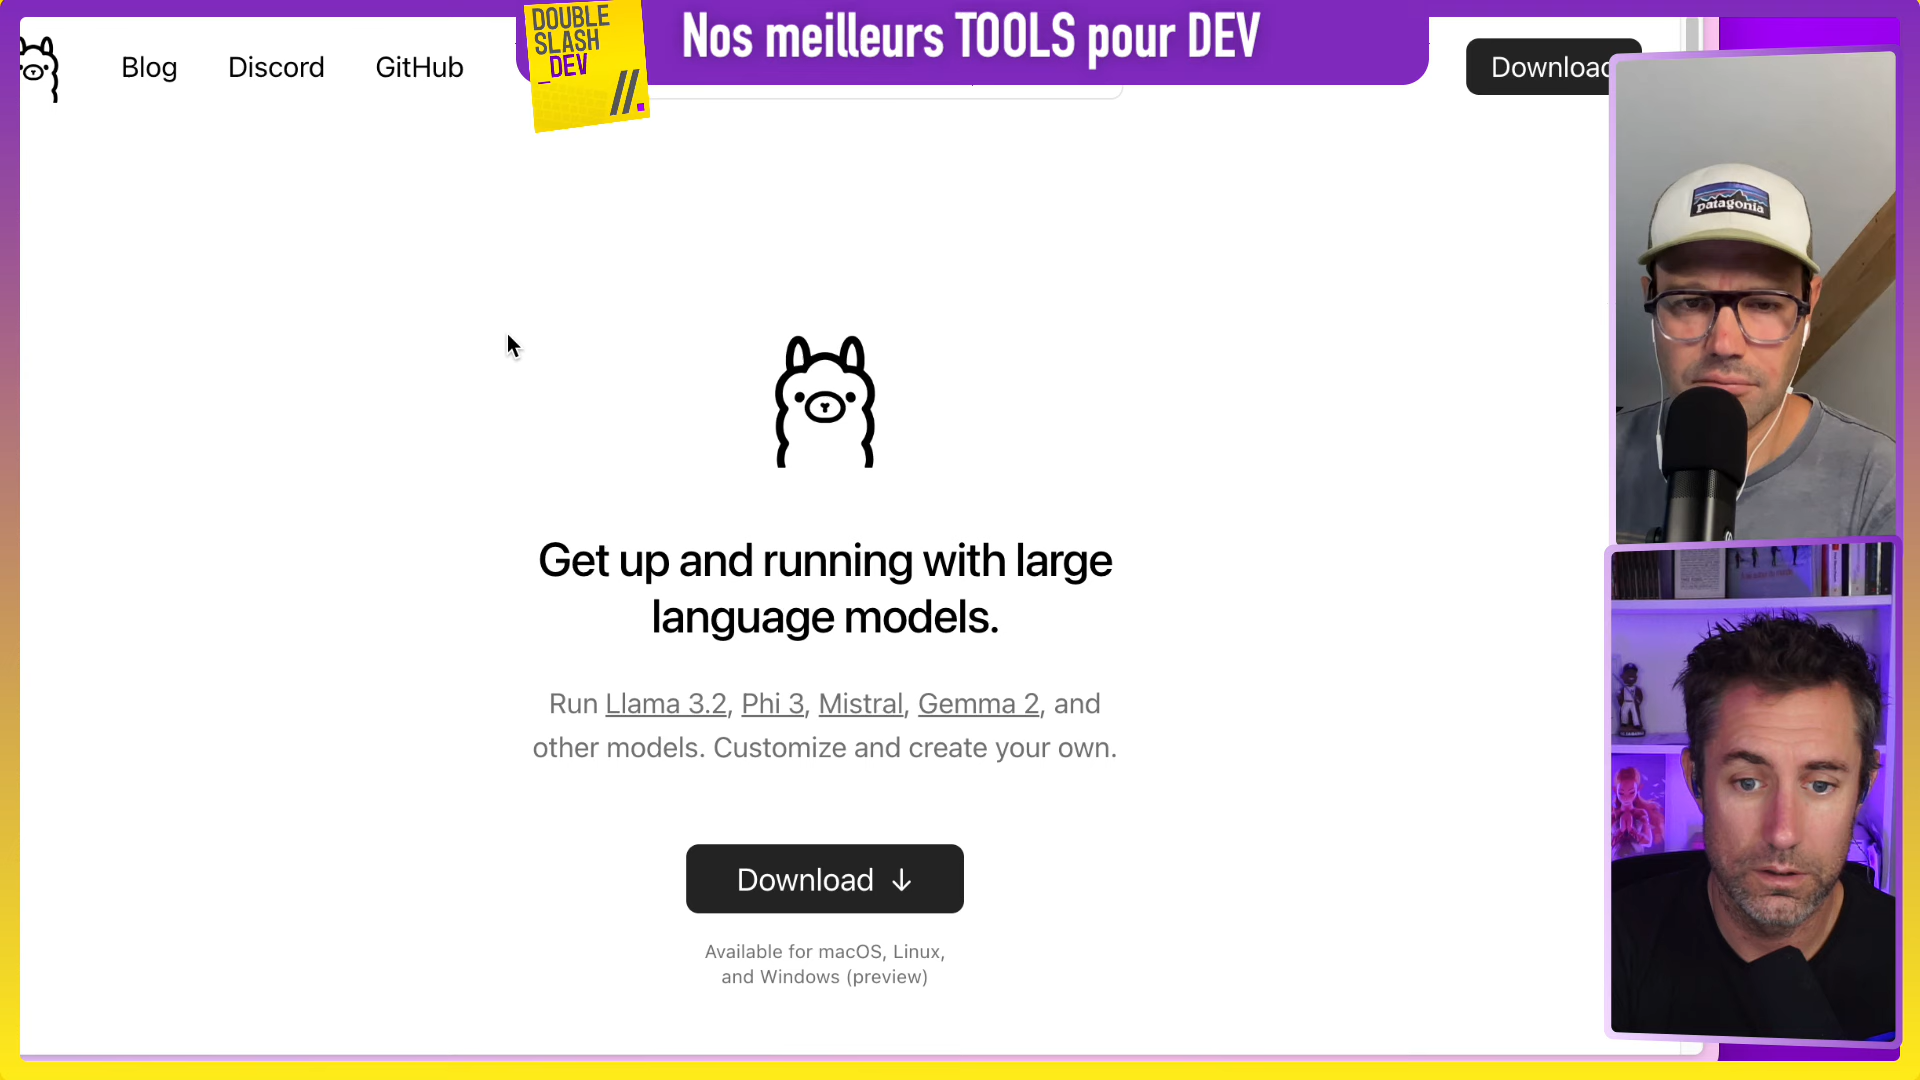 DOUBLE
SLASH
_DEV
//.
Nos meilleurs TOOLS pour DEV
Blog
Discord
GitHub
Download
patagonia
Get up and running with large
language models.
Run Llama 3.2, Phi 3, Mistral, Gemma 2, and
other models. Customize and create your own.
Download ↓
Available for macOS, Linux,
and Windows (preview)